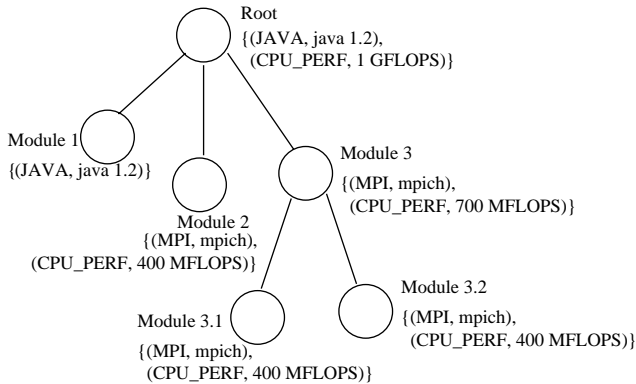 Root
{(JAVA, java 1.2),
(CPU_PERF, 1 GFLOPS)}
Module 1
{(JAVA, java 1.2)}
Module 2
{(MPI, mpich),
(CPU_PERF, 400 MFLOPS)}
Module 3
{(MPI, mpich),
(CPU_PERF, 700 MFLOPS)}
Module 3.1
{(MPI, mpich),
(CPU_PERF, 400 MFLOPS)}
Module 3.2
{(MPI, mpich),
(CPU_PERF, 400 MFLOPS)}